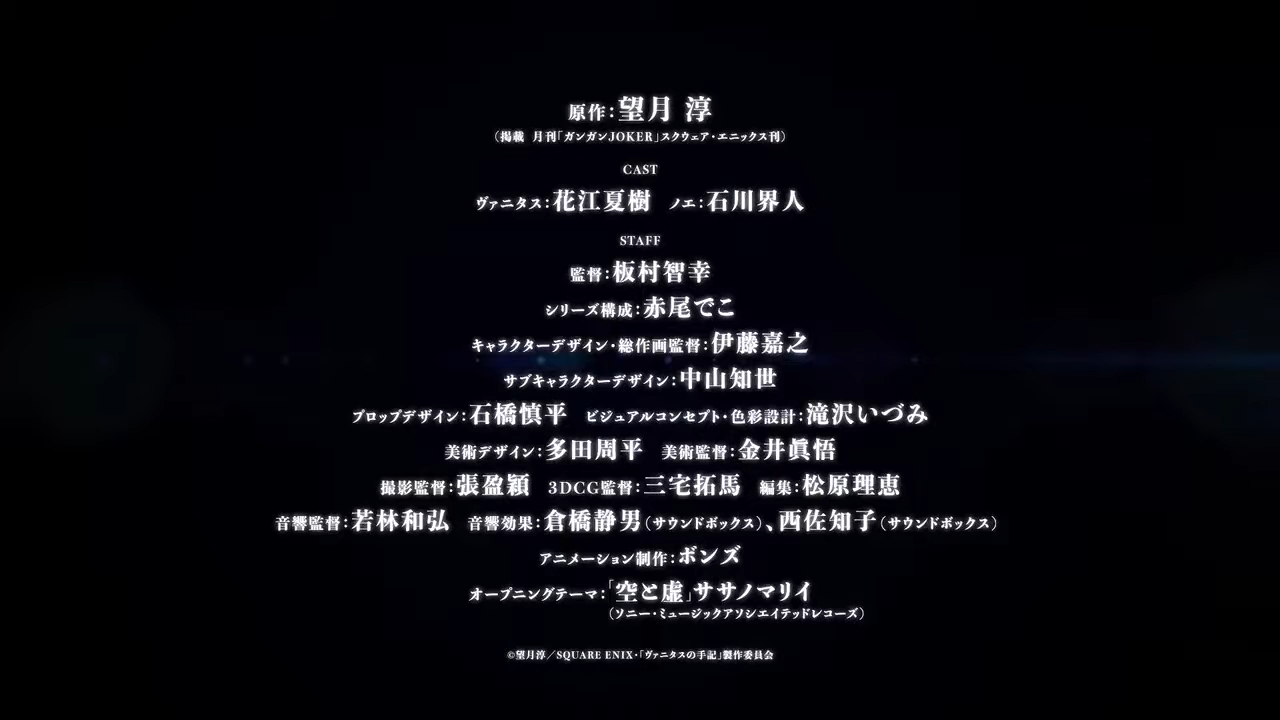 原作:望月 淳
(掲載 月刊「ガンガンJOKER」スクウェア・エニックス刊)
CAST
ヴァニタス:花江夏樹 ノエ:石川界人
STAFF
監督:板村智幸
シリーズ構成:赤尾でこ
キャラクターデザイン・総作画監督:伊藤嘉之
サブキャラクターデザイン:中山知世
プロップデザイン:石橋慎平 ビジュアルコンセプト・色彩設計:滝沢いづみ
美術デザイン:多田周平 美術監督:金井眞悟
撮影監督:張盈穎 3DCG監督:三宅拓馬 編集:松原理恵
音響監督:若林和弘 音響効果:倉橋静男(サウンドボックス)、西佐知子(サウンドボックス)
アニメーション制作:ボンズ
オープニングテーマ:「空と虚」ササノマリイ
(ソニー・ミュージックアソシエイテッドレコーズ)
©望月淳/SQUARE ENIX・「ヴァニタスの手記」製作委員会